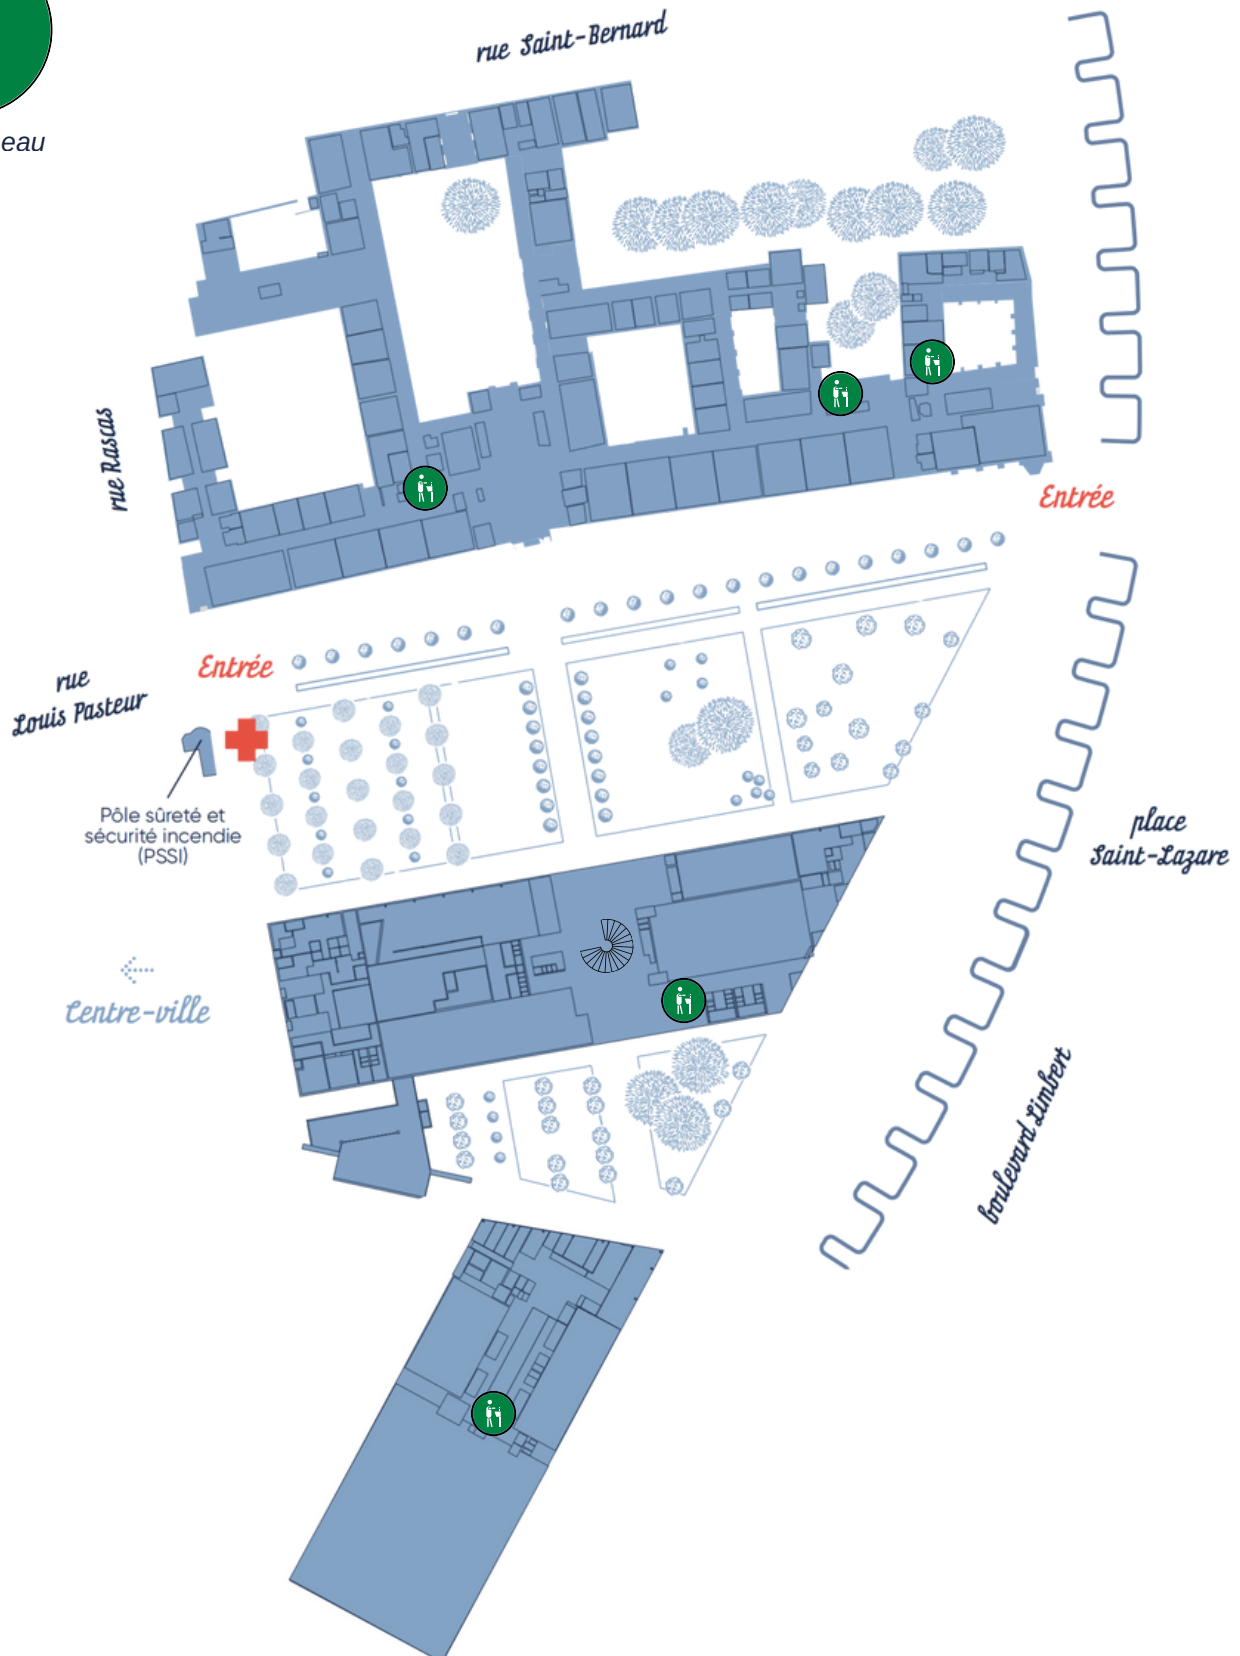 rue Saint-Bernard
eau
rue Rascas
Entrée
Entrée
rue
Louis Pasteur
Pôle sûreté et
sécurité incendie
(PSSI)
place
Saint-Lazare
Centre-ville
boulevard Limbert